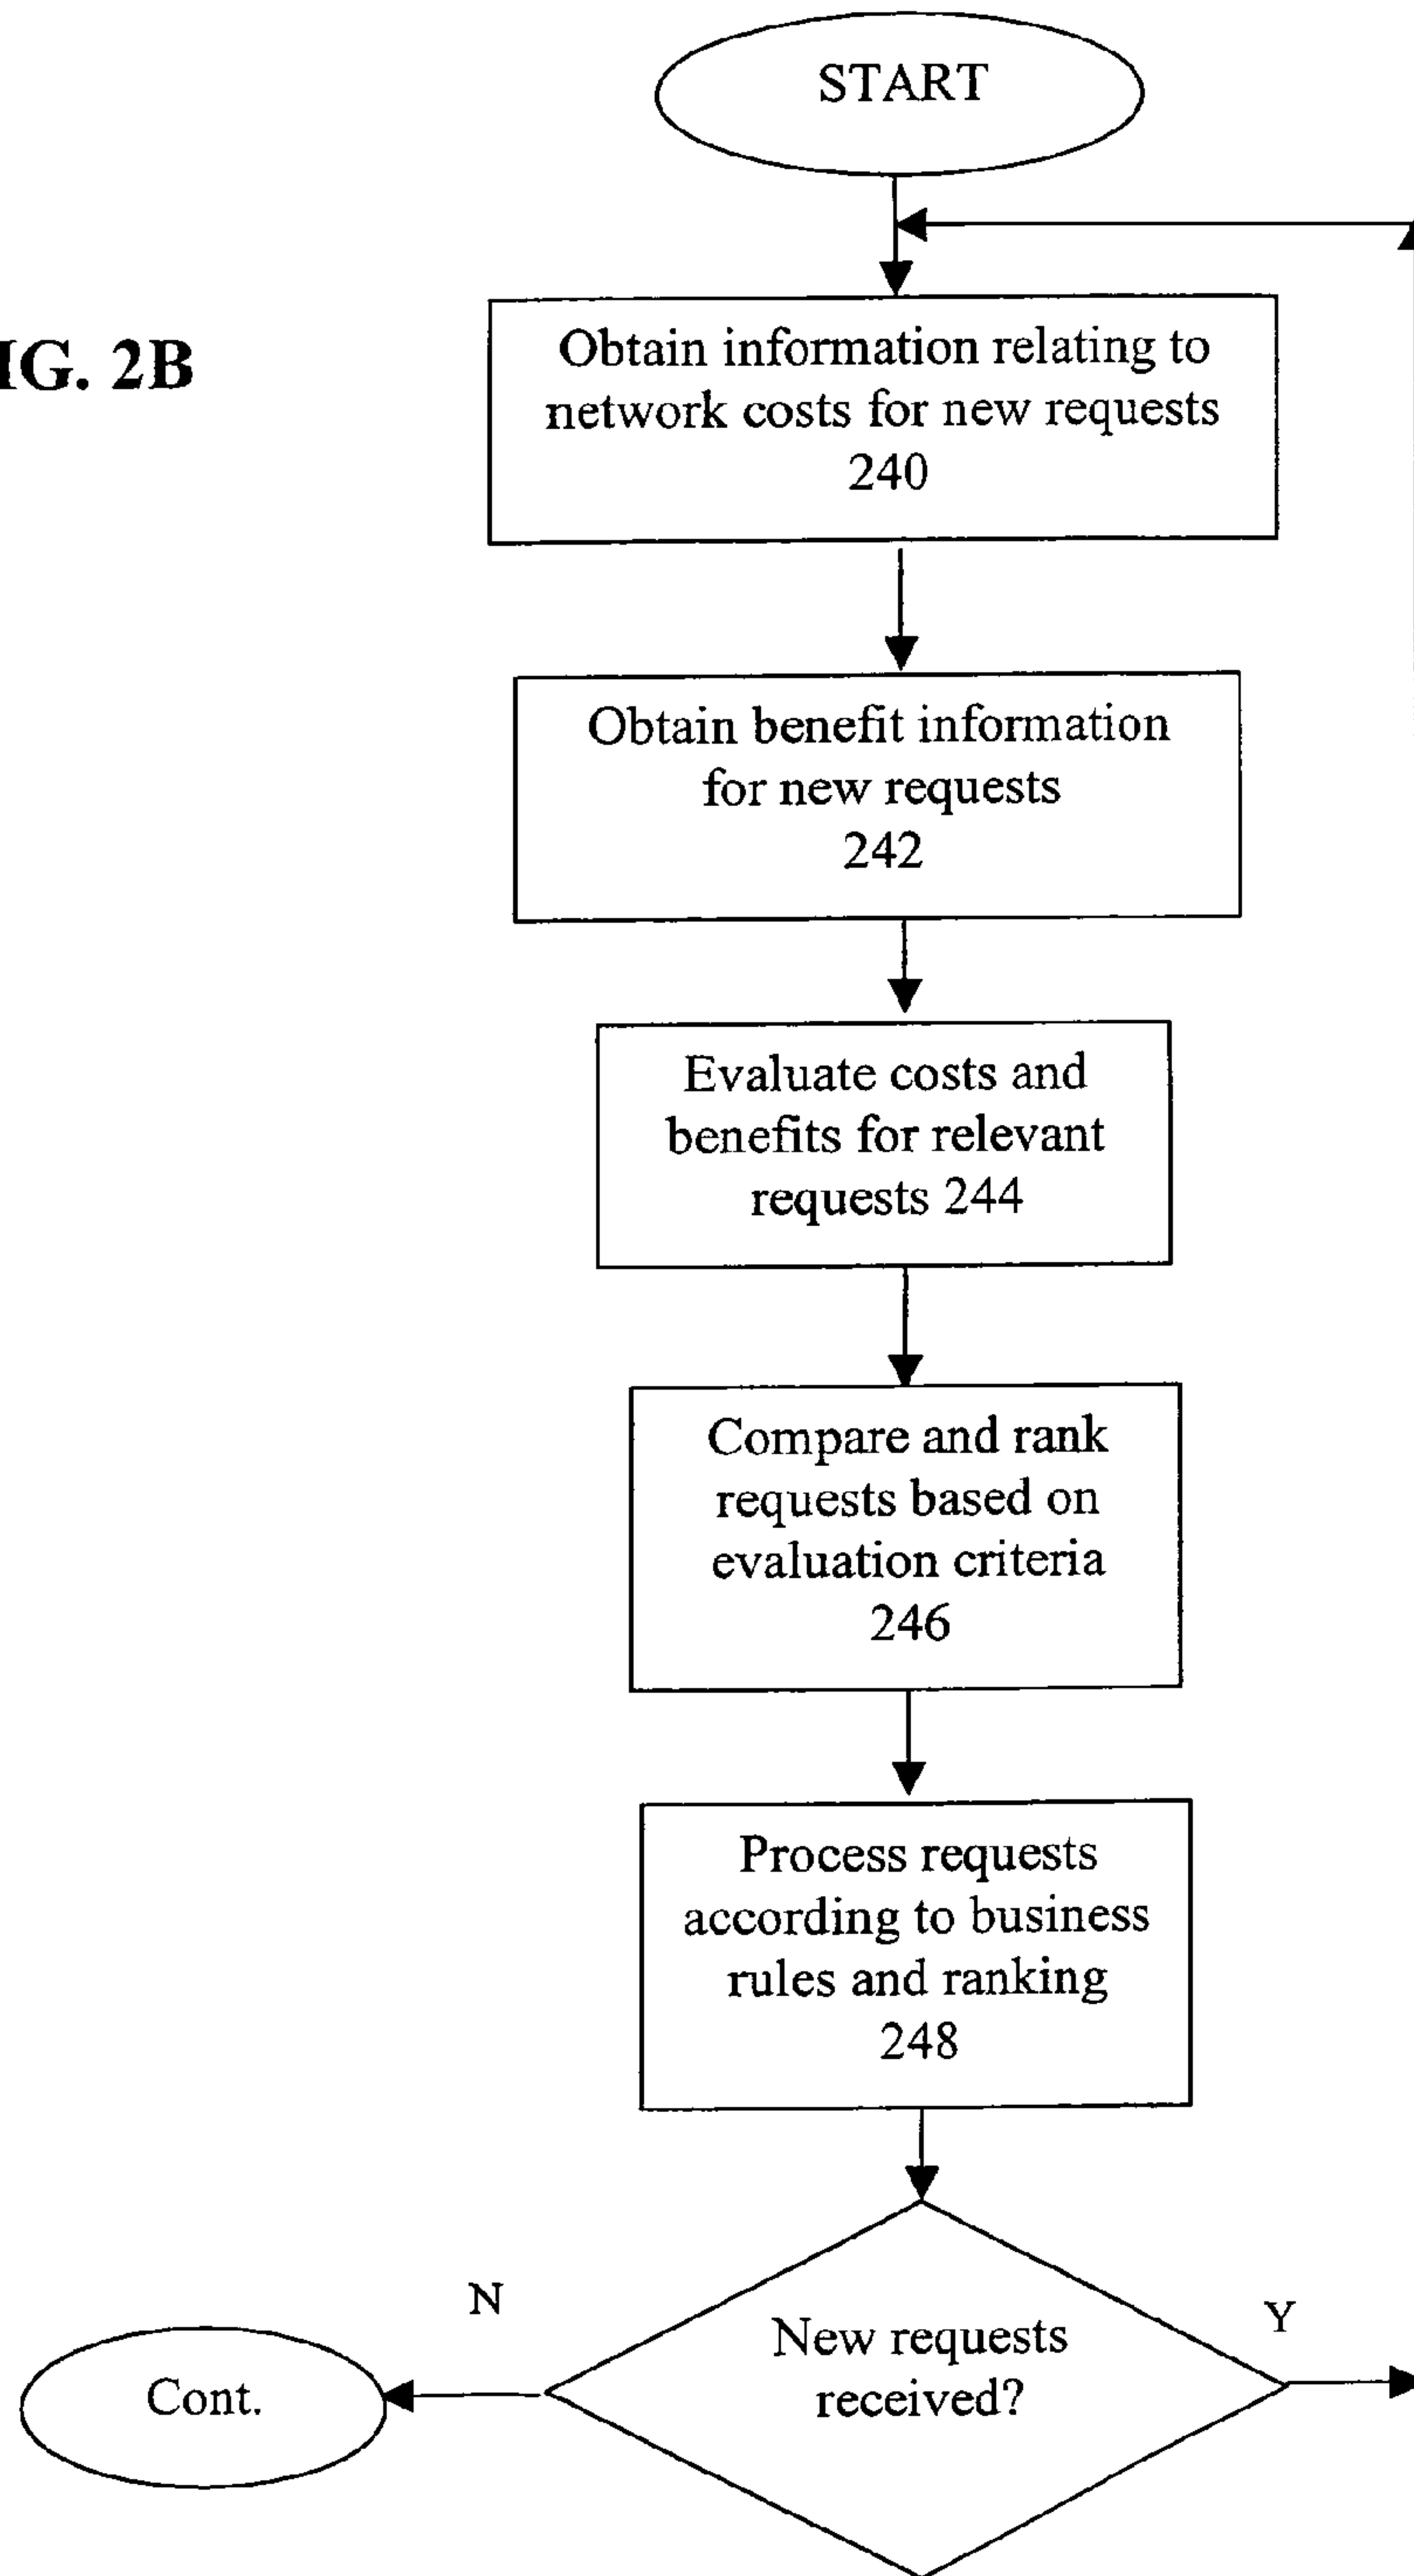 START
IG. 2B
Obtain information relating to
network costs for new requests
240
Obtain benefit information
for new requests
242
Evaluate costs and
benefits for relevant
requests 244
Compare and rank
requests based on
evaluation criteria
246
Process requests
according to business
rules and ranking
248
N
Y
New requests
received?
Cont.